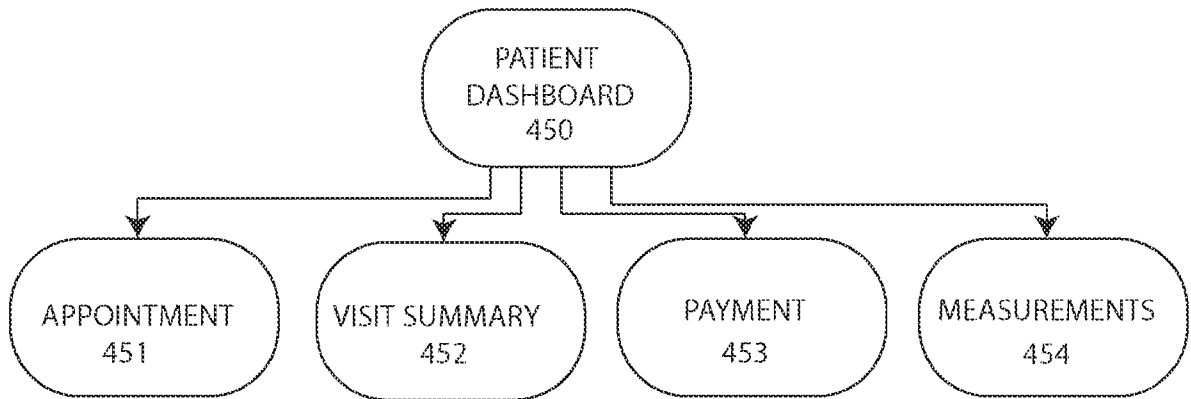 PATIENT
DASHBOARD
450
APPOINTMENT
451
VISIT SUMMARY
452
PAYMENT
453
MEASUREMENTS
454